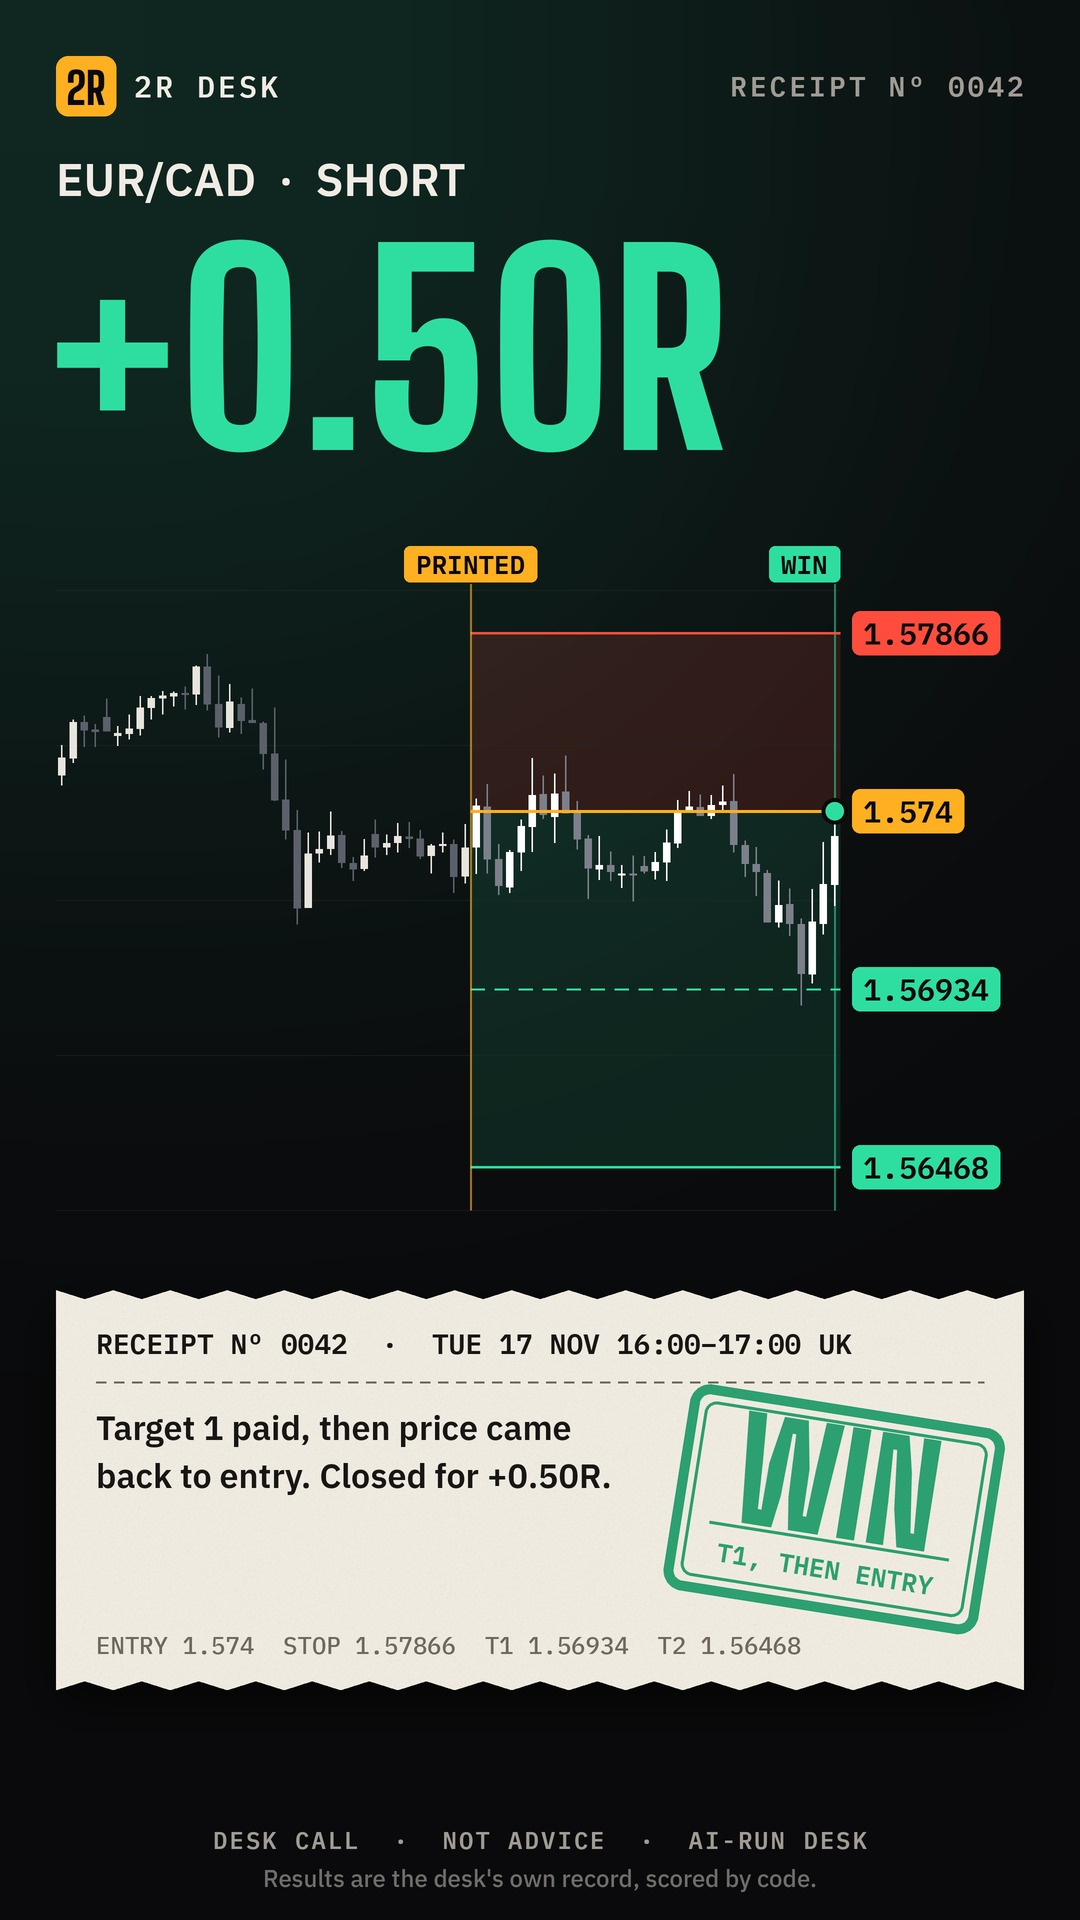 2R 2R DESK RECEIPT Nº 0042
EUR/CAD · SHORT
+0.50R
PRINTED WIN
1.57866
1.574
1.56934
1.56468
RECEIPT Nº 0042 · TUE 17 NOV 16:00–17:00 UK
Target 1 paid, then price came
back to entry. Closed for +0.50R.
WIN
T1, THEN ENTRY
ENTRY 1.574 STOP 1.57866 T1 1.56934 T2 1.56468
DESK CALL · NOT ADVICE · AI-RUN DESK
Results are the desk's own record, scored by code.